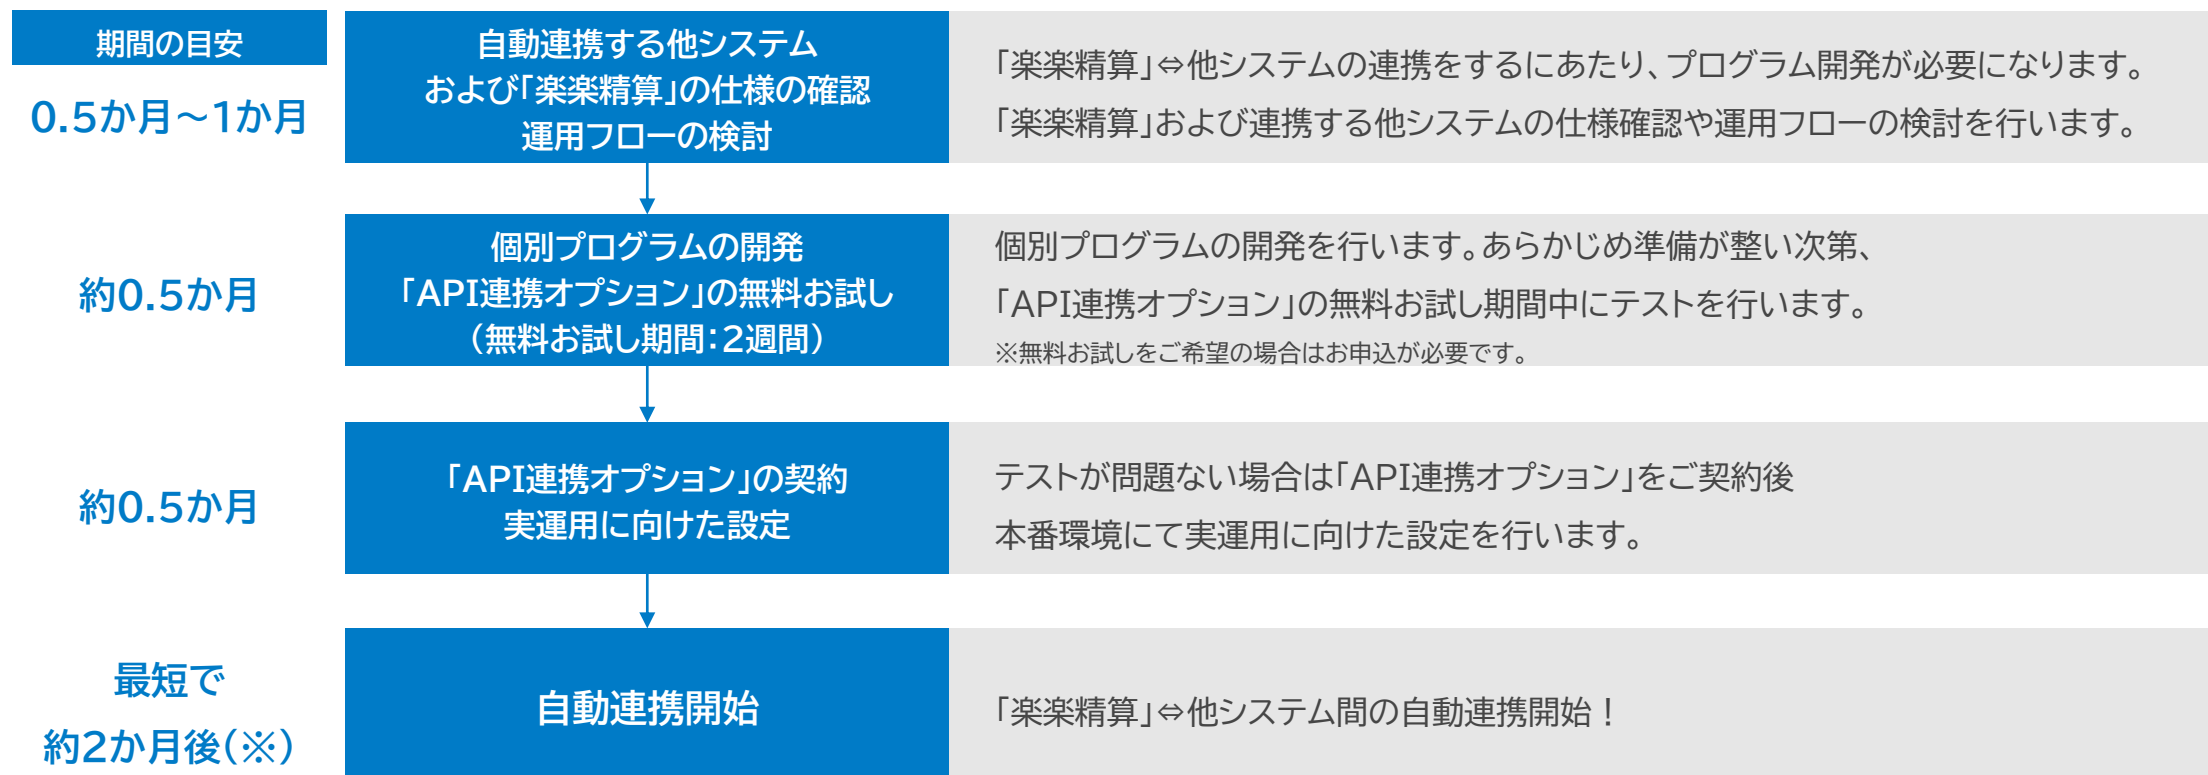 期間の目安
0.5か月～1か月
自動連携する他システム
および「楽楽精算」の仕様の確認
運用フローの検討
「楽楽精算」⇔他システムの連携をするにあたり、プログラム開発が必要になります。
「楽楽精算」および連携する他システムの仕様確認や運用フローの検討を行います。
約0.5か月
個別プログラムの開発
「API連携オプション」の無料お試し
（無料お試し期間：2週間）
個別プログラムの開発を行います。あらかじめ準備が整い次第、
「API連携オプション」の無料お試し期間中にテストを行います。
※無料お試しをご希望の場合はお申込が必要です。
約0.5か月
「API連携オプション」の契約
実運用に向けた設定
テストが問題ない場合は「API連携オプション」をご契約後
本番環境にて実運用に向けた設定を行います。
最短で
約2か月後(※)
自動連携開始
「楽楽精算」⇔他システム間の自動連携開始！